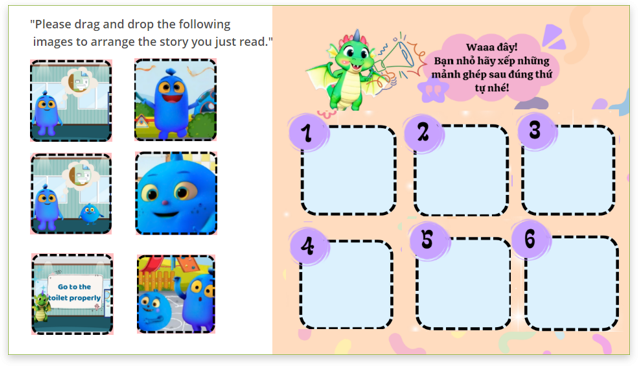 "Please drag and drop the following
images to arrange the story you just read."
Go to the
toilet properly
Waaa đây!
Bạn nhỏ hãy xếp những
mảnh ghép sau đúng thứ
tự nhé!
1
2
3
4
5
6